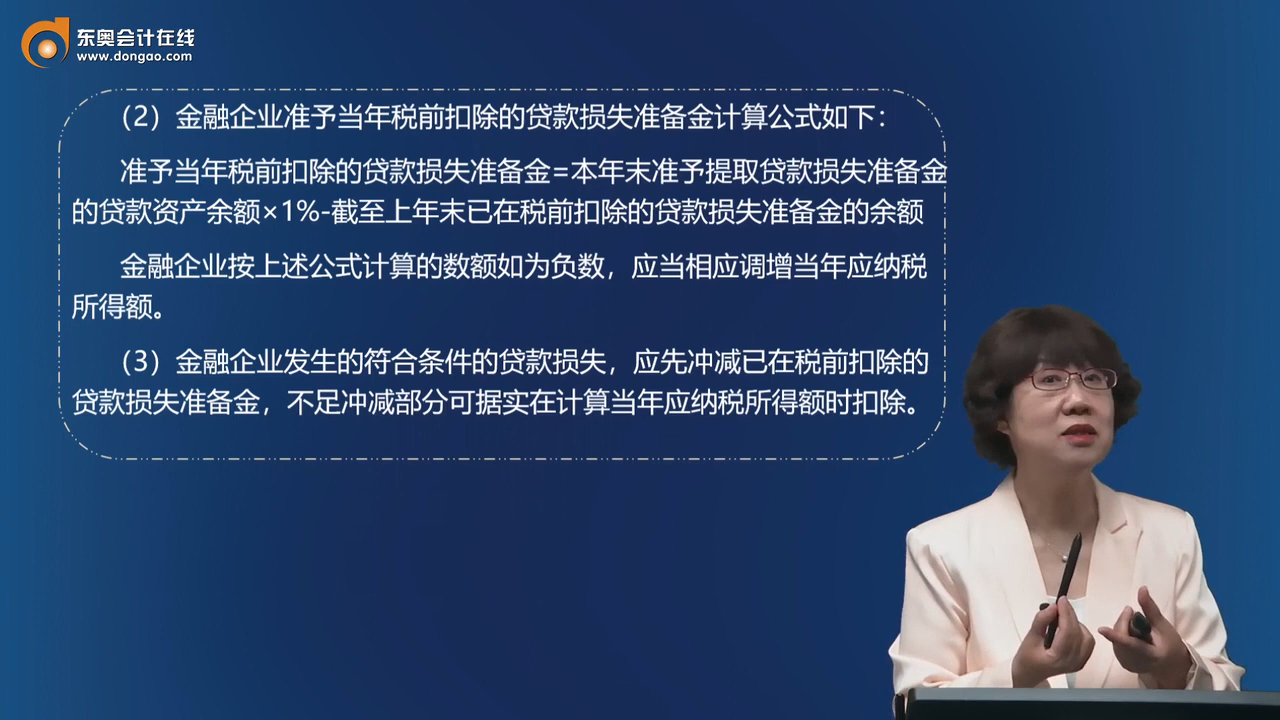 东奥会计在线
www.dongao.com
（2）金融企业准予当年税前扣除的贷款损失准备金计算公式如下：
准予当年税前扣除的贷款损失准备金=本年末准予提取贷款损失准备金
的贷款资产余额×1%-截至上年末已在税前扣除的贷款损失准备金的余额
金融企业按上述公式计算的数额如为负数，应当相应调增当年应纳税
所得额。
（3）金融企业发生的符合条件的贷款损失，应先冲减已在税前扣除的
贷款损失准备金，不足冲减部分可据实在计算当年应纳税所得额时扣除。